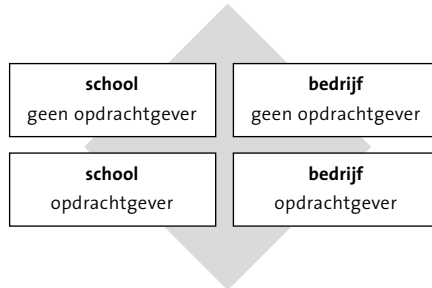 school
geen opdrachtgever
bedrijf
geen opdrachtgever
school
opdrachtgever
bedrijf
opdrachtgever